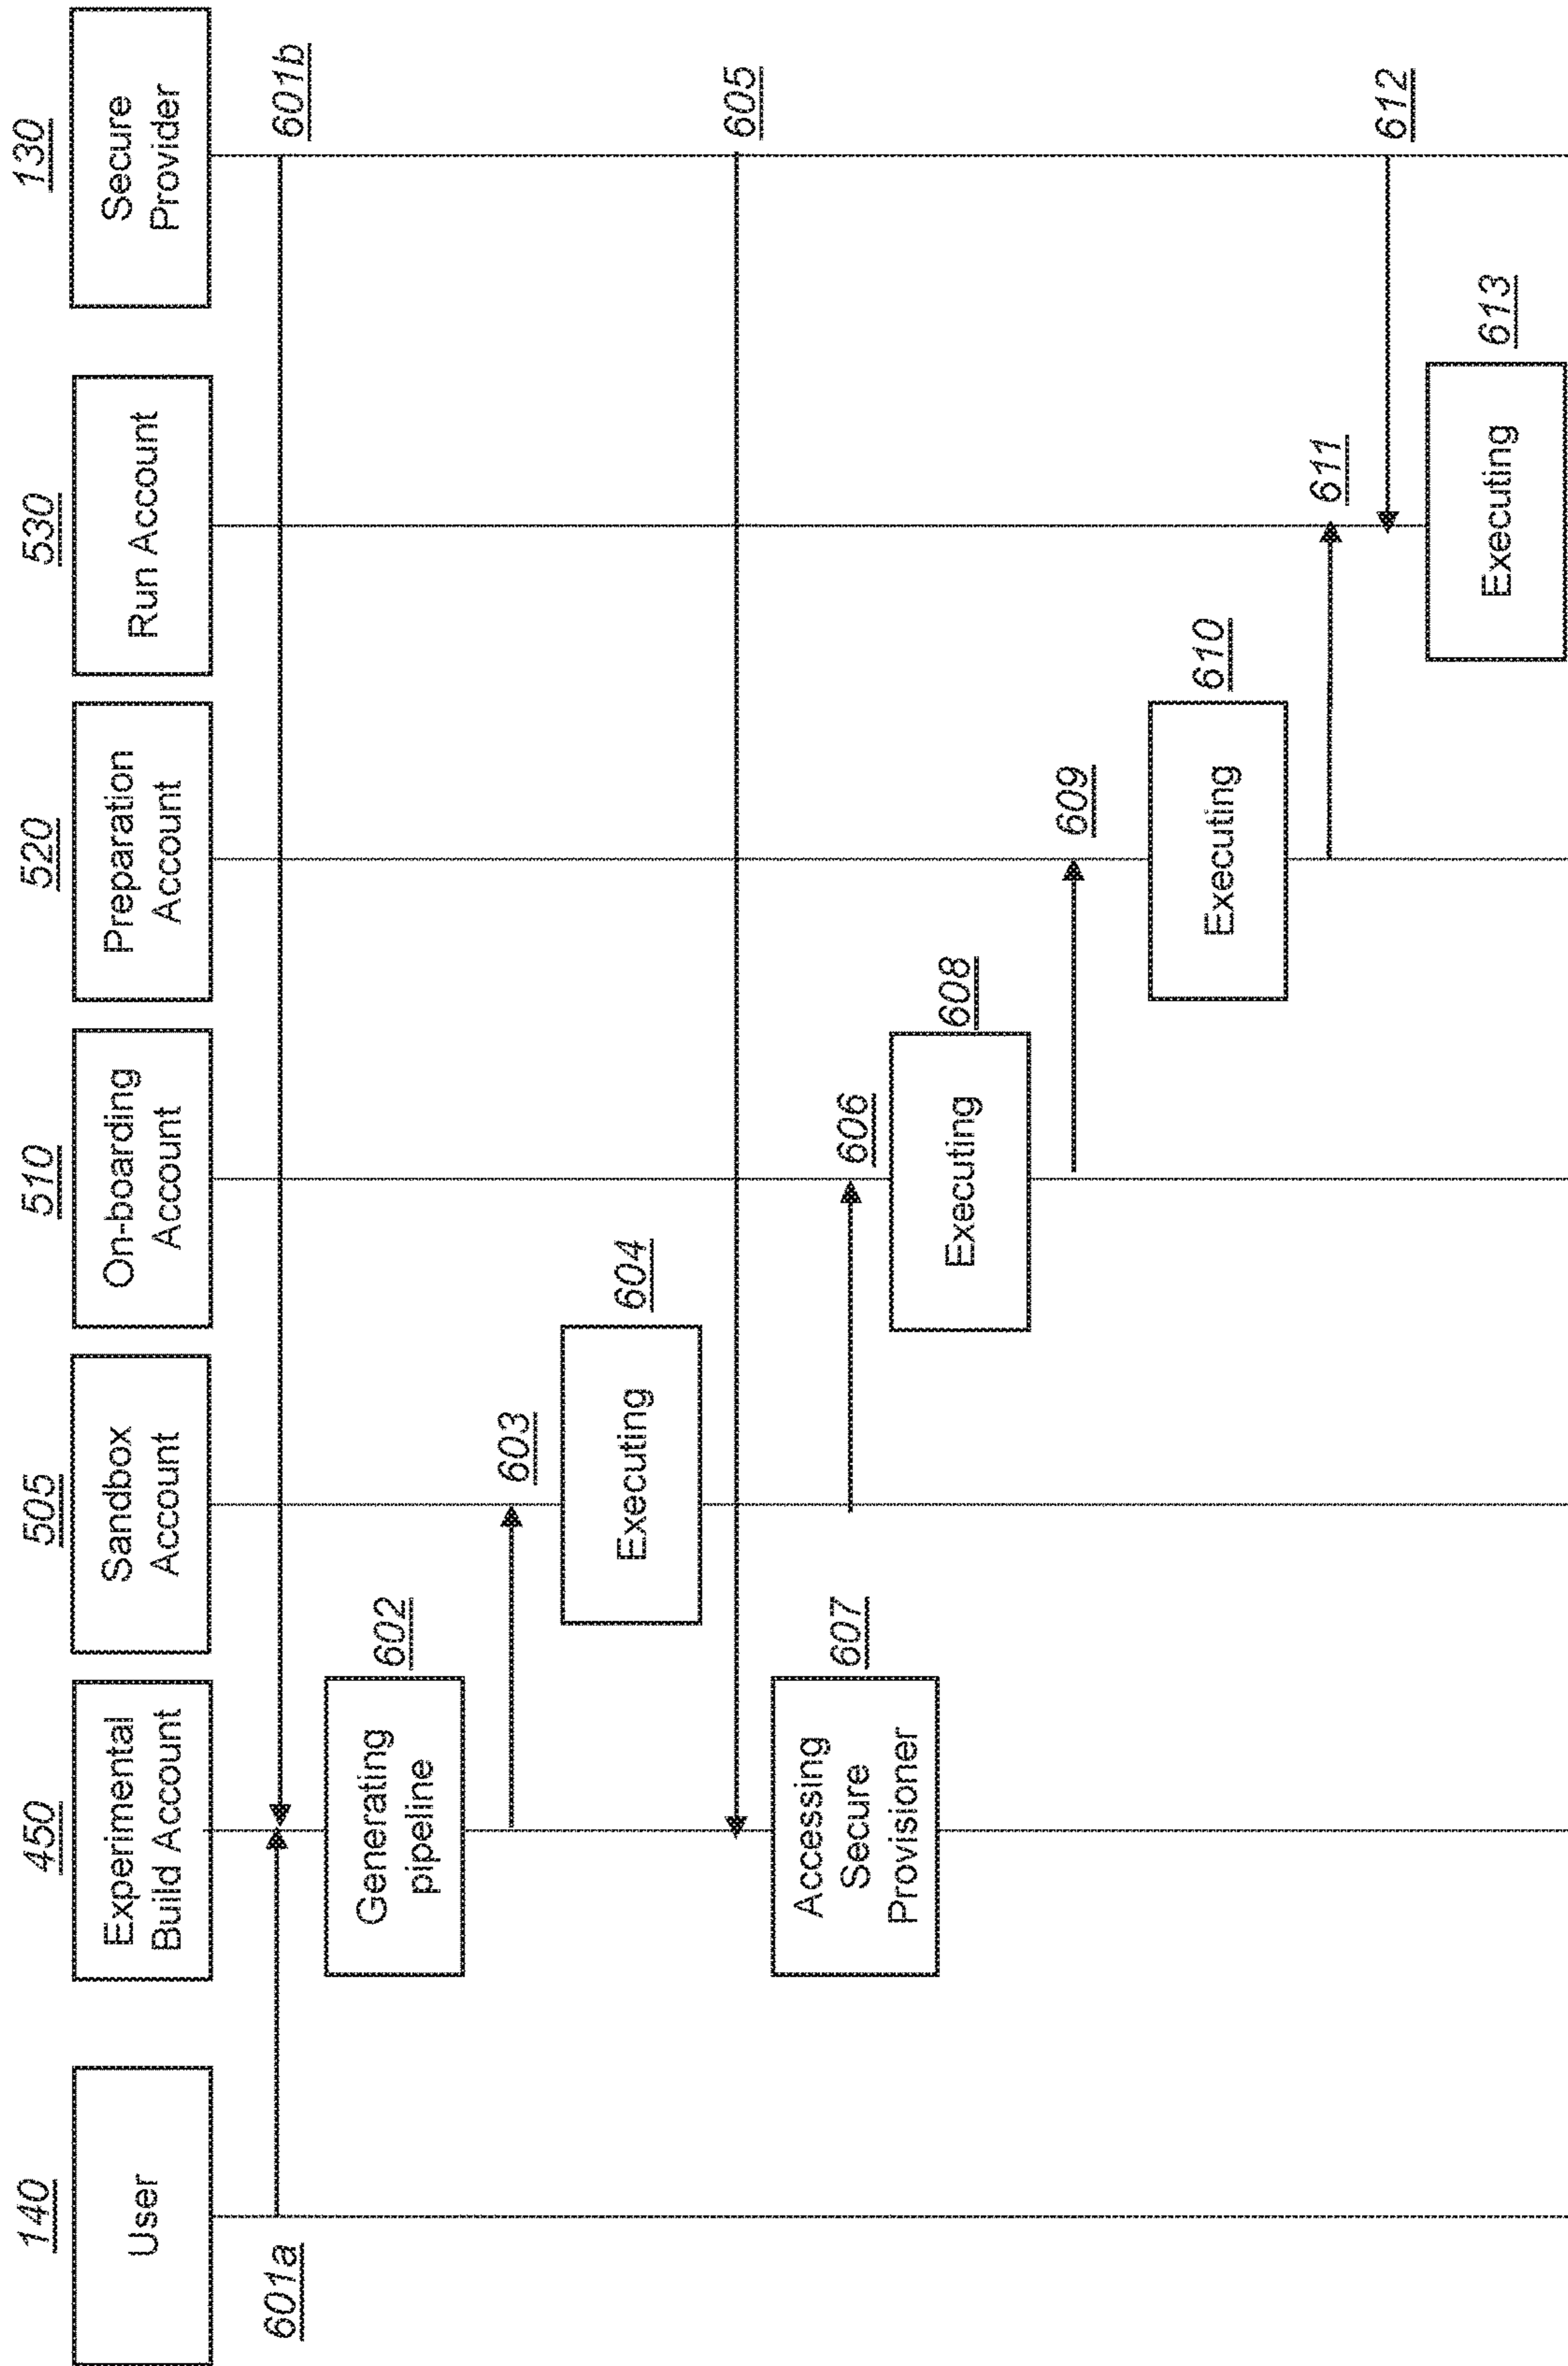 140
User
450
Experimental
Build Account
505
Sandbox
Account
510
On-boarding
Account
520
Preparation
Account
530
Run Account
130
Secure
Provider
601a
601b
Generating
pipeline
602
603
Executing
604
605
606
Accessing
Secure
Provisioner
607
Executing
608
609
Executing
610
611
612
Executing
613